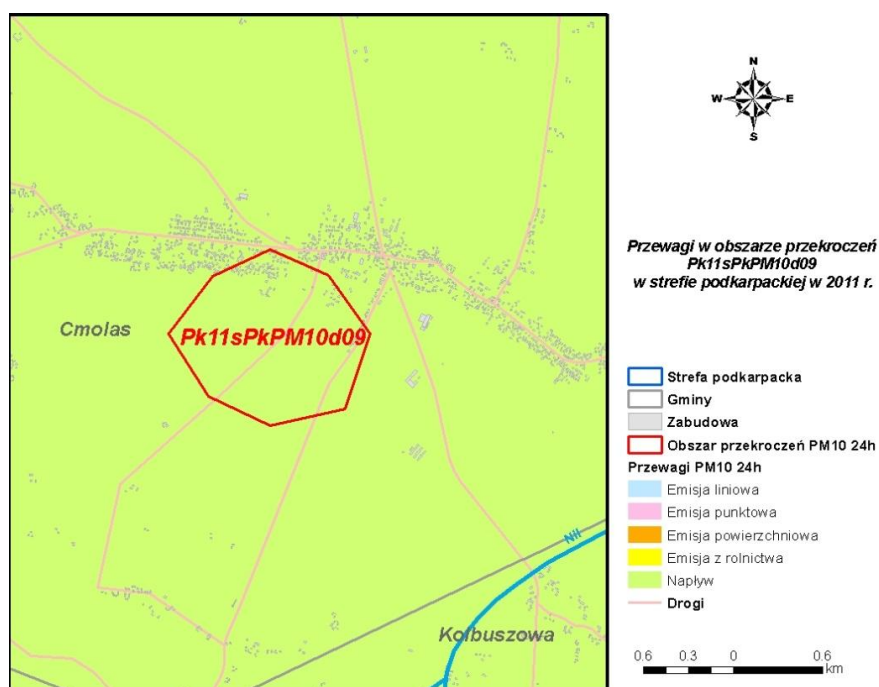 Cmolas
Pk11sPkPM10d09
Nil
Kolbuszowa
N
W
E
S
Przewagi w obszarze przekroczeń
Pk11sPkPM10d09
w strefie podkarpackiej w 2011 r.
Strefa podkarpacka
Gminy
Zabudowa
Obszar przekroczeń PM10 24h
Przewagi PM10 24h
Emisja liniowa
Emisja punktowa
Emisja powierzchniowa
Emisja z rolnictwa
Napływ
Drogi
0.6 0.3 0 0.6
km